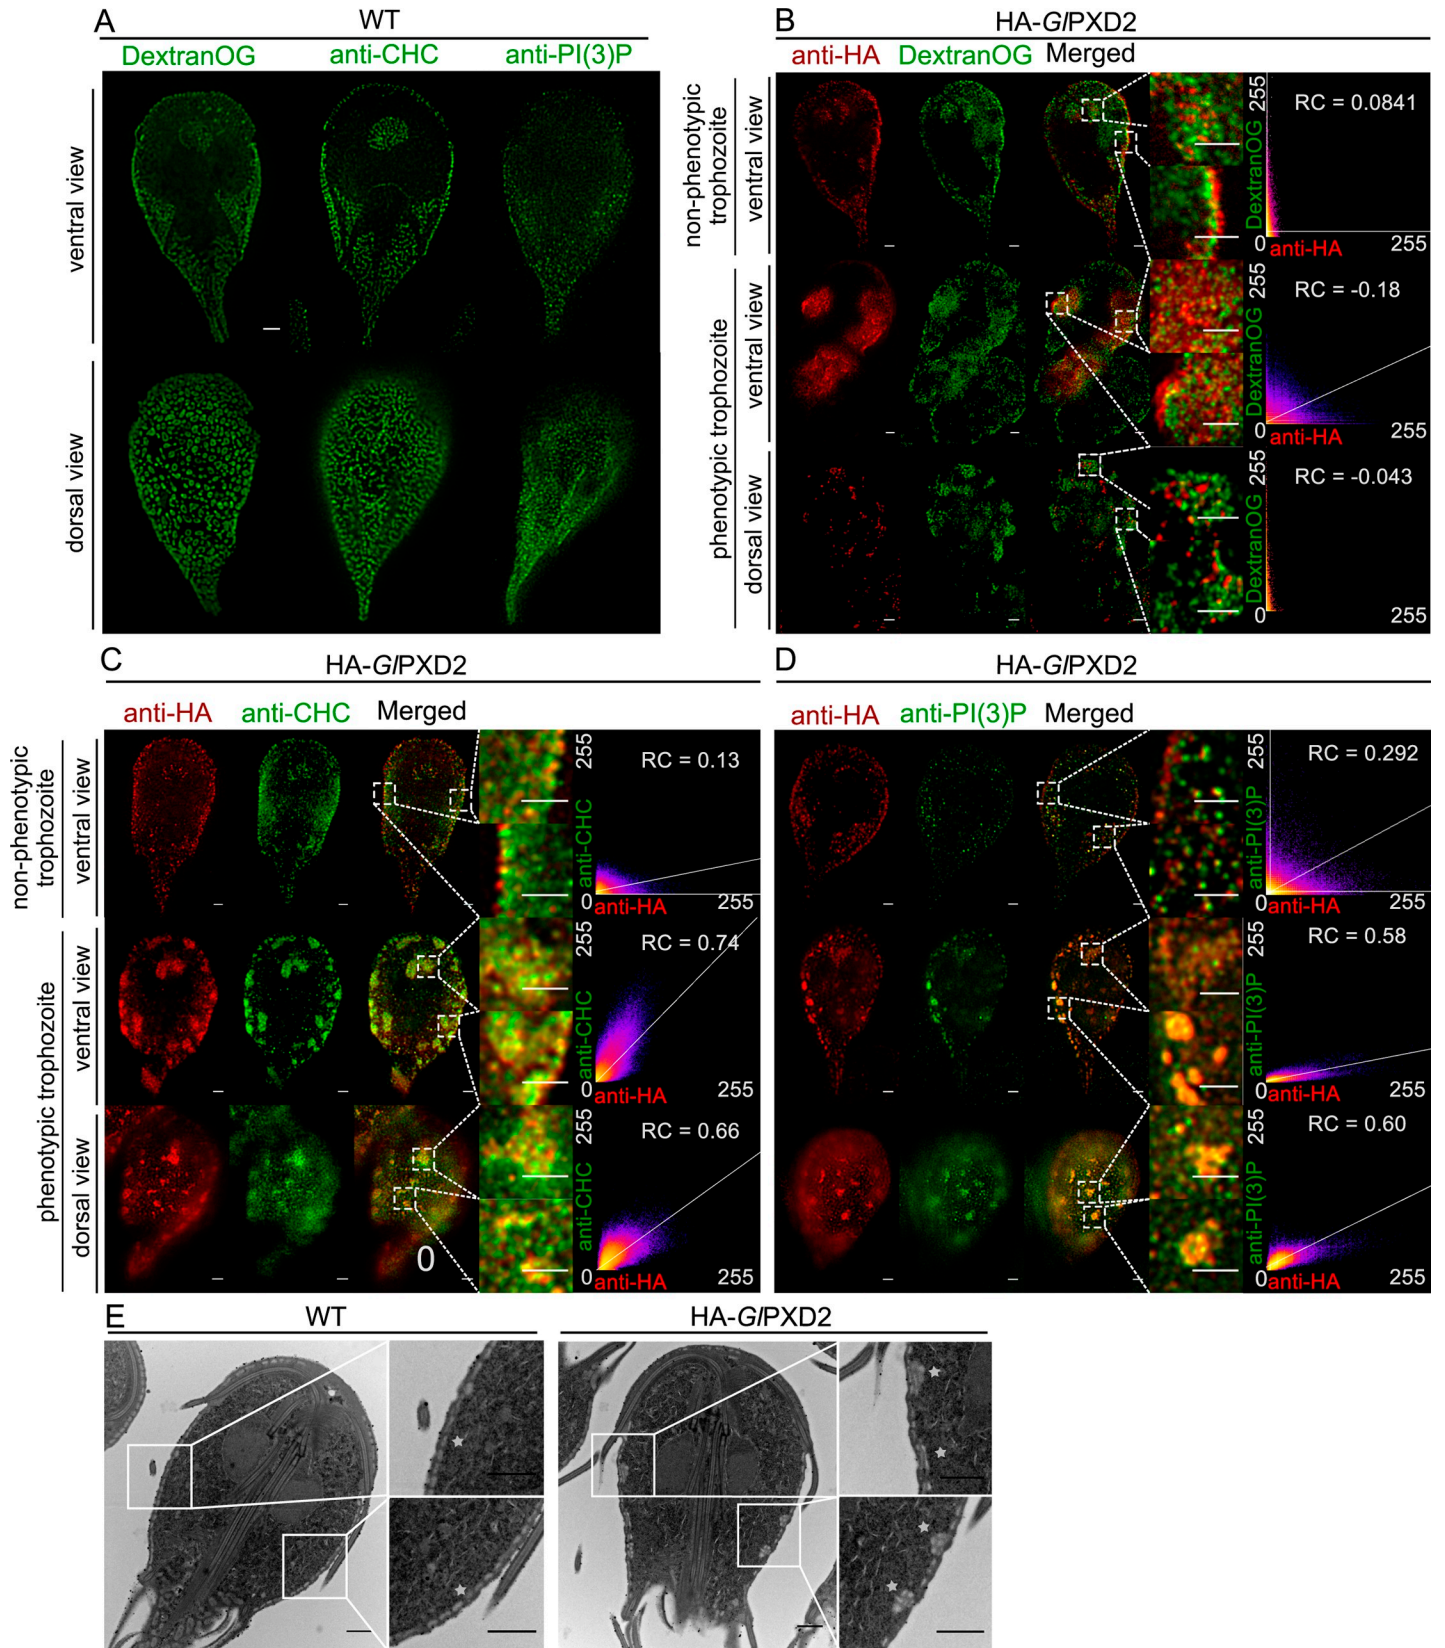 A
WT
DextranOG anti-CHC anti-PI(3)P
ventral view
dorsal view
B
HA-GlPXD2
anti-HA DextranOG Merged
non-phenotypic trophozoite
ventral view
255
DextranOG
RC = 0.0841
0
anti-HA
255
phenotypic trophozoite
ventral view
255
DextranOG
RC = -0.18
0
anti-HA
255
dorsal view
255
DextranOG
RC = -0.043
0
255
C
HA-GlPXD2
anti-HA anti-CHC Merged
non-phenotypic trophozoite
ventral view
255
anti-CHC
RC = 0.13
0
anti-HA
255
phenotypic trophozoite
ventral view
255
anti-CHC
RC = 0.74
0
anti-HA
255
dorsal view
255
anti-CHC
RC = 0.66
0
0
anti-HA
255
D
HA-GlPXD2
anti-HA anti-PI(3)P Merged
255
anti-PI(3)P
RC = 0.292
0
anti-HA
255
255
anti-PI(3)P
RC = 0.58
0
anti-HA
255
255
anti-PI(3)P
RC = 0.60
0
anti-HA
255
E
WT
HA-GlPXD2